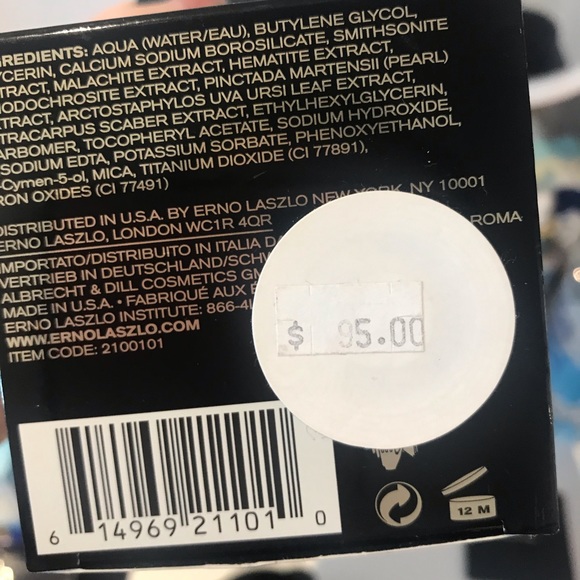 REDIENTS: AQUA (WATER/EAU), BUTYLENE GLYCOL,
YCERIN, CALCIUM SODIUM BOROSILICATE, SMITHSONITE
TRACT, MALACHITE EXTRACT, HEMATITE EXTRACT,
ODOCHROSITE EXTRACT, PINCTADA MARTENSII (PEARL)
TRACT, ARCTOSTAPHYLOS UVA URSI LEAF EXTRACT,
TRACARPUS SCABER EXTRACT, ETHYLHEXYLGLYCERIN,
ARBOMER, TOCOPHERYL ACETATE, SODIUM HYDROXIDE,
SODIUM EDTA, POTASSIUM SORBATE, PHENOXYETHANOL,
-Cymen-5-ol, MICA, TITANIUM DIOXIDE (CI 77891),
RON OXIDES (CI 77491)
DISTRIBUTED IN U.S.A. BY ERNO LASZLO NEW YORK, NY 10001
ERNO LASZLO, LONDON WC1R 4QR
IMPORTATO/DISTRIBUITO IN ITALIA D ROMA
VERTRIEB IN DEUTSCHLAND/SCHW
ALBRECHT & DILL COSMETICS GM
MADE IN U.S.A. • FABRIQUÉ AUX
ERNO LASZLO INSTITUTE: 866-4
WWW.ERNOLASZLO.COM
ITEM CODE: 2100101
$ 95.00
6 14969 21101 0
12 M